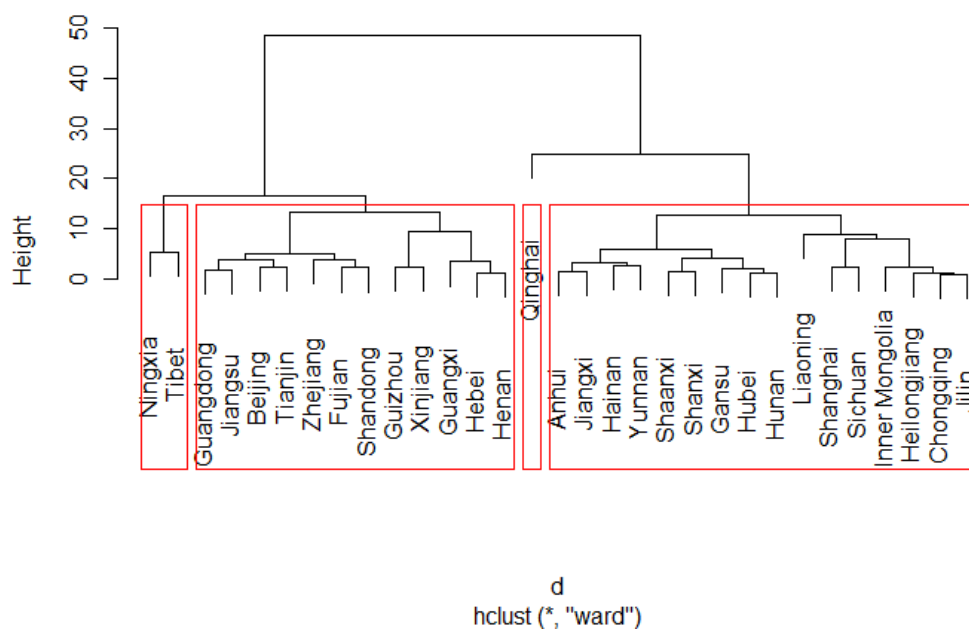 50
40
30
20
10
0
Height
Ningxia
Tibet
Guangdong
Jiangsu
Beijing
Tianjin
Zhejiang
Fujian
Shandong
Guizhou
Xinjiang
Guangxi
Hebei
Henan
Qinghai
Anhui
Jiangxi
Hainan
Yunnan
Shaanxi
Shanxi
Gansu
Hubei
Hunan
Liaoning
Shanghai
Sichuan
Inner Mongolia
Heilongjiang
Chongqing
Jilin
d
hclust (*, "ward")